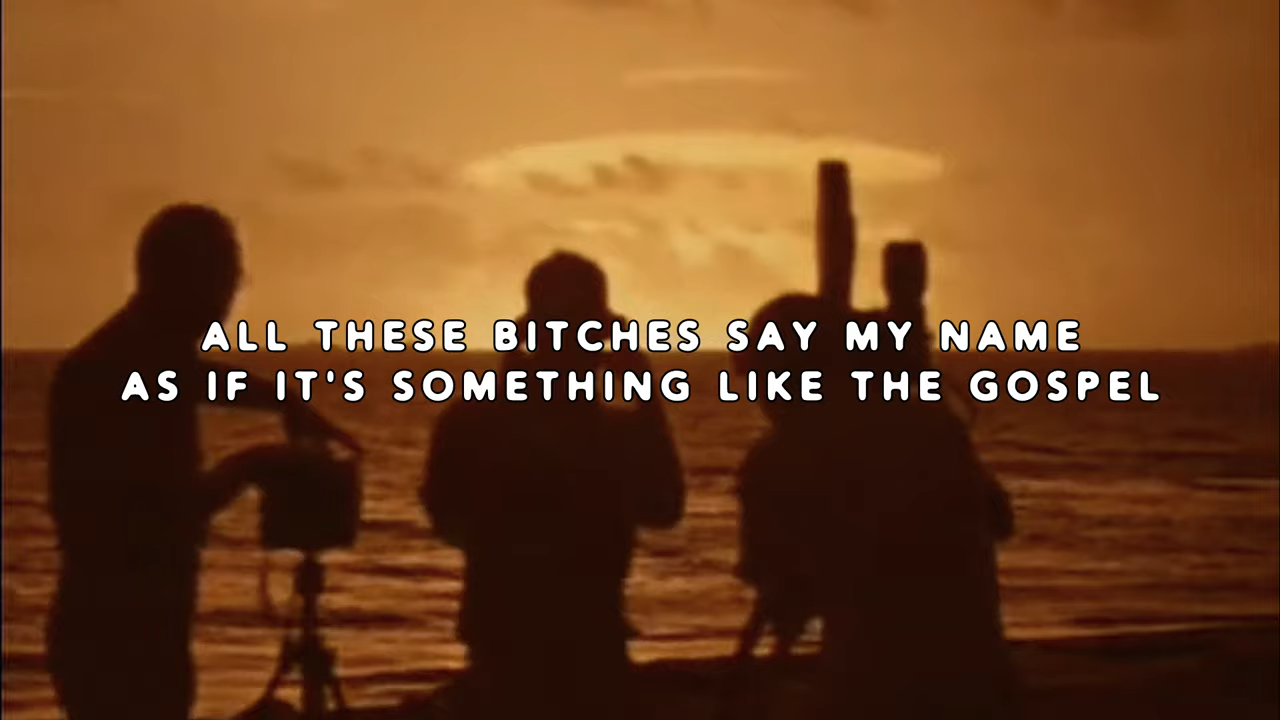 ALL THESE BITCHES SAY MY NAME
AS IF IT'S SOMETHING LIKE THE GOSPEL